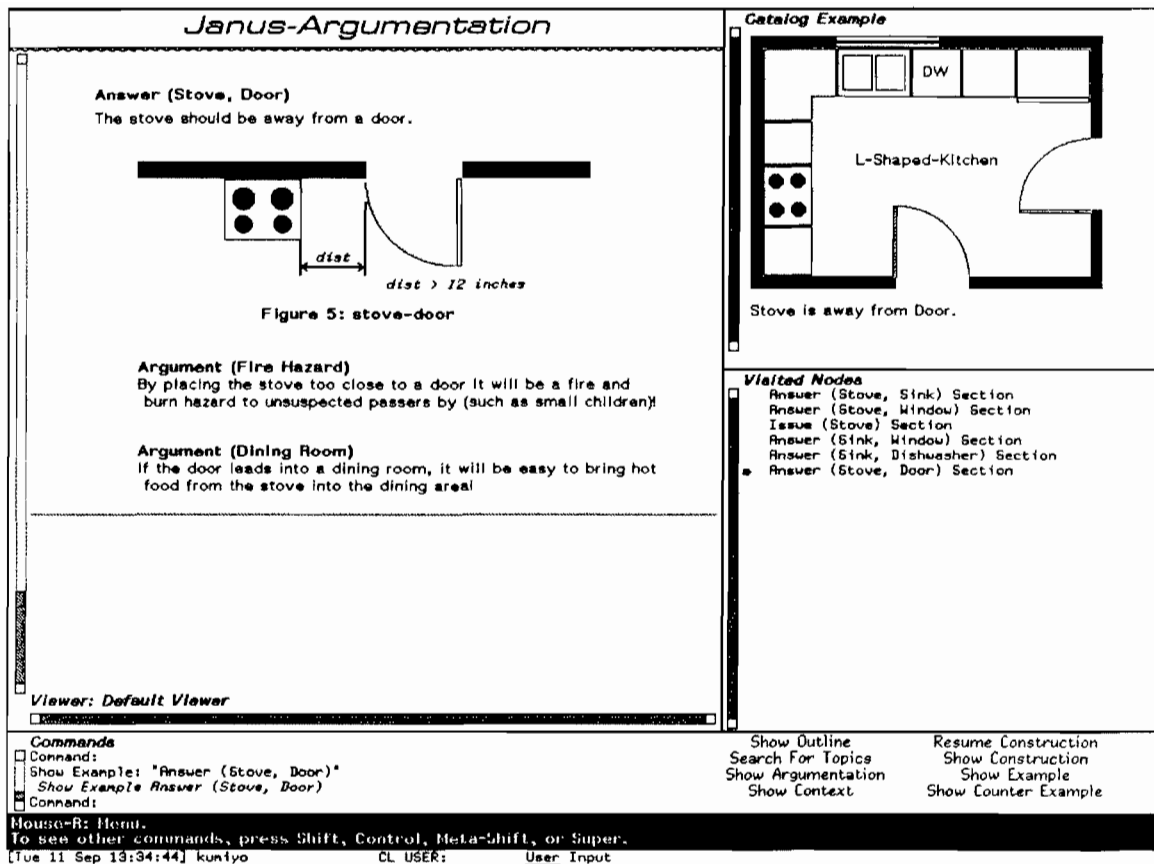 Janus-Argumentation
Answer (Stove, Door)
The stove should be away from a door.
dist
dist > 12 inches
Figure 5: stove-door
Argument (Fire Hazard)
By placing the stove too close to a door it will be a fire and
burn hazard to unsuspected passers by (such as small children)!
Argument (Dining Room)
If the door leads into a dining room, it will be easy to bring hot
food from the stove into the dining area!
Viewer: Default Viewer
Catalog Example
DW
L-Shaped-Kitchen
Stove is away from Door.
Visited Nodes
Answer (Stove, Sink) Section
Answer (Stove, Window) Section
Issue (Stove) Section
Answer (Sink, Window) Section
Answer (Sink, Dishwasher) Section
Answer (Stove, Door) Section
Commands
Command:
Show Example: "Answer (Stove, Door)"
Show Example Answer (Stove, Door)
Command:
Show Outline Resume Construction
Search For Topics Show Construction
Show Argumentation Show Example
Show Context Show Counter Example
Mouse-R: Menu.
To see other commands, press Shift, Control, Meta-Shift, or Super.
[Tue 11 Sep 13:34:44] kumiyo CL USER: User Input